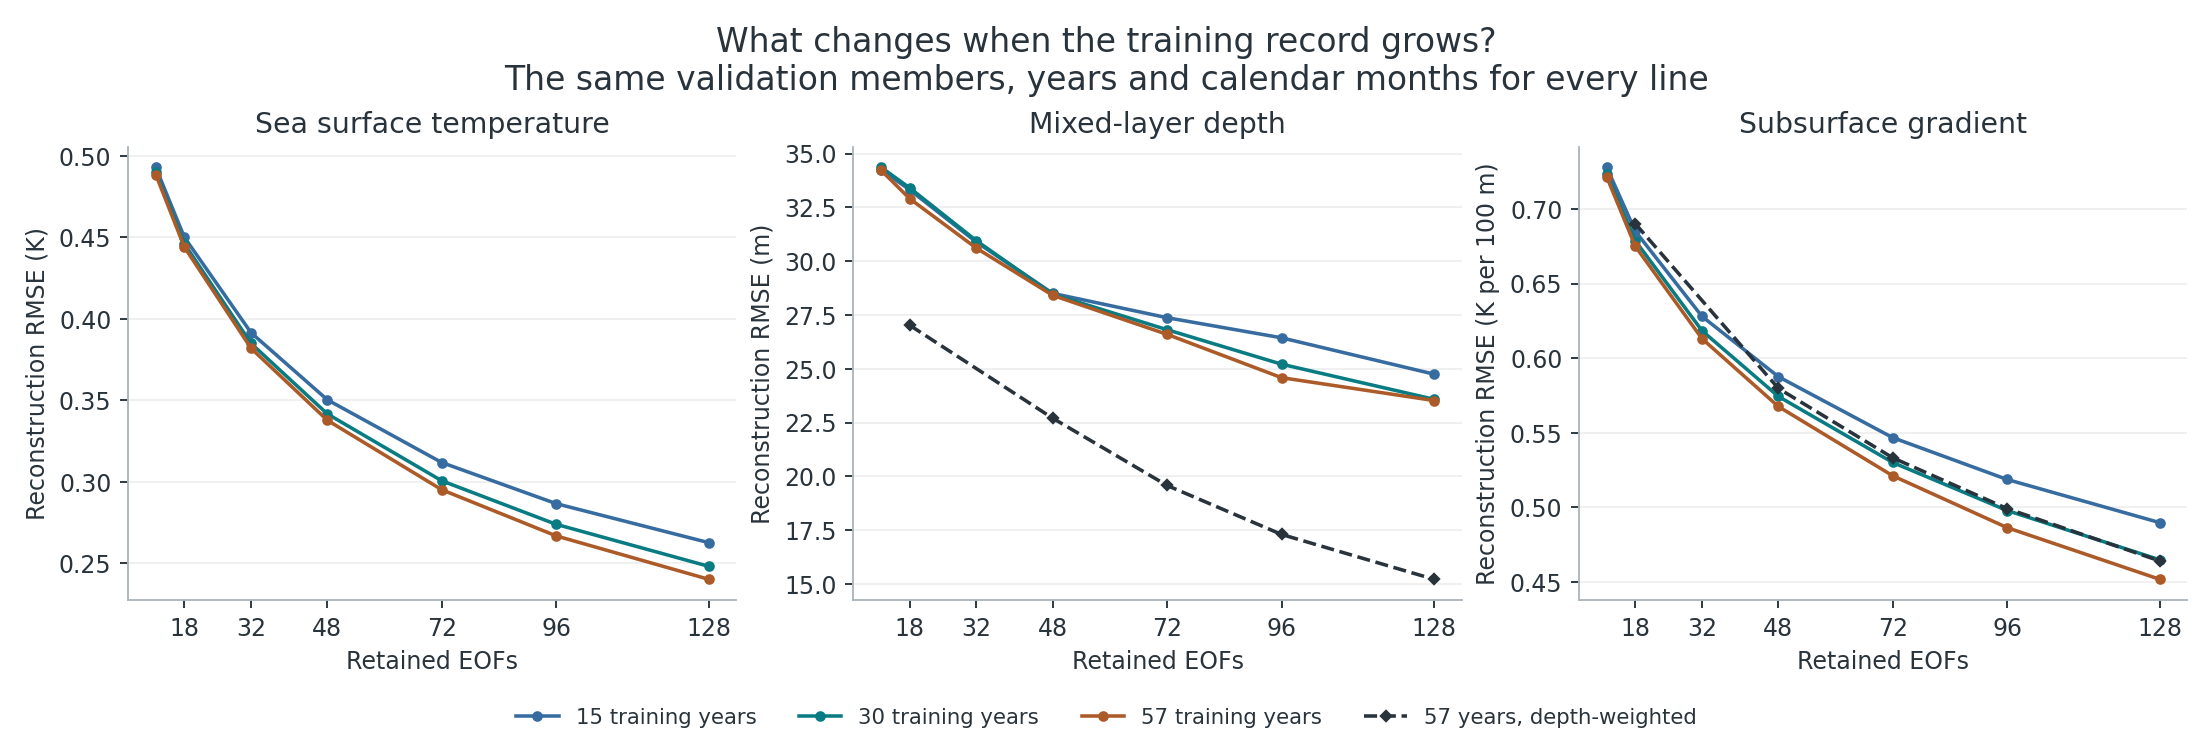 What changes when the training record grows?
The same validation members, years and calendar months for every line
Sea surface temperature
Reconstruction RMSE (K)
0.50
0.45
0.40
0.35
0.30
0.25
18 32 48 72 96 128
Retained EOFs
Mixed-layer depth
Reconstruction RMSE (m)
35.0
32.5
30.0
27.5
25.0
22.5
20.0
17.5
15.0
18 32 48 72 96 128
Retained EOFs
Subsurface gradient
Reconstruction RMSE (K per 100 m)
0.70
0.65
0.60
0.55
0.50
0.45
18 32 48 72 96 128
Retained EOFs
15 training years 30 training years 57 training years 57 years, depth-weighted